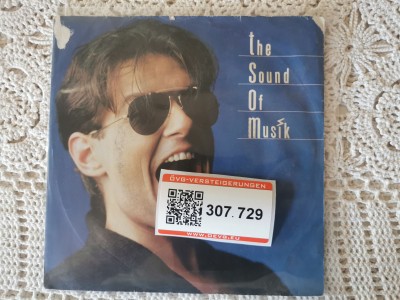 the
Sound
Of
Musik
ÖVG-VERSTEIGERUNGEN
307.729
WWW.OEVG.EU